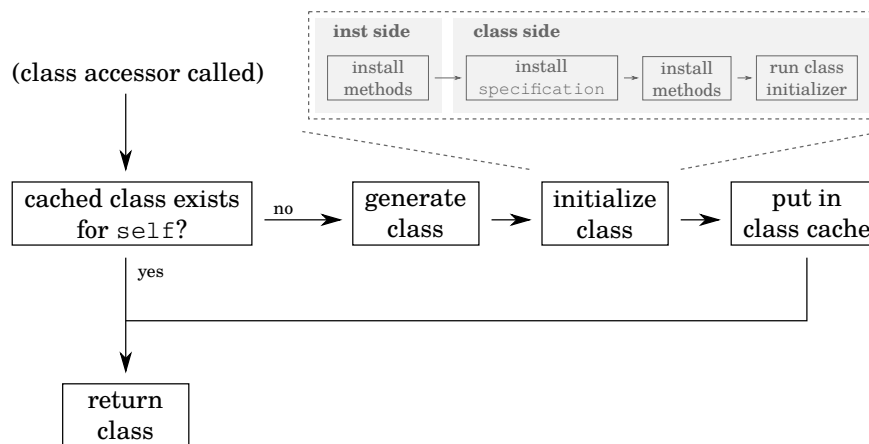 inst side
class side
install
methods
install
specification
install
methods
run class
initializer
(class accessor called)
cached class exists
for self?
no
generate
class
initialize
class
put in
class cache
yes
return
class